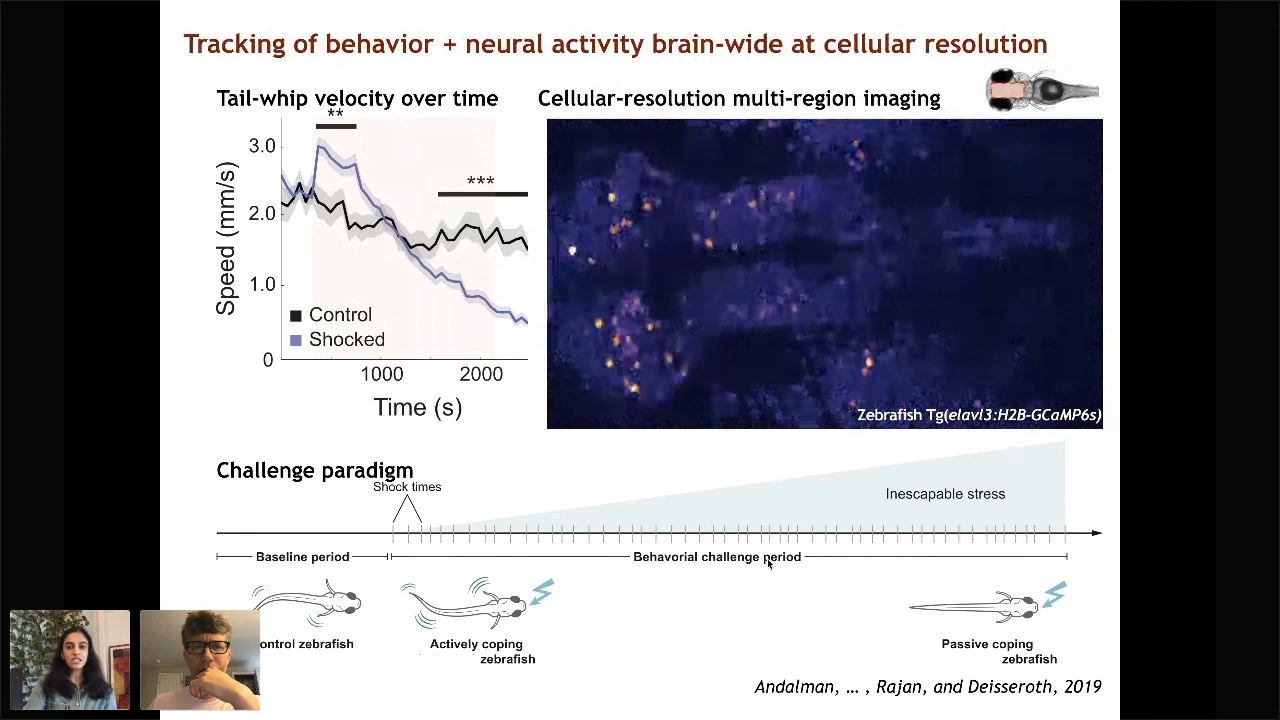 Tracking of behavior + neural activity brain-wide at cellular resolution
Tail-whip velocity over time
Cellular-resolution multi-region imaging
**
***
3.0
2.0
1.0
0
Speed (mm/s)
Control
Shocked
1000
2000
Time (s)
Zebrafish Tg(elavl3:H2B-GCaMP6s)
Challenge paradigm
Shock times
Inescapable stress
Baseline period
Behavorial challenge period
ontrol zebrafish
Actively coping
zebrafish
Passive coping
zebrafish
Andalman, ... , Rajan, and Deisseroth, 2019